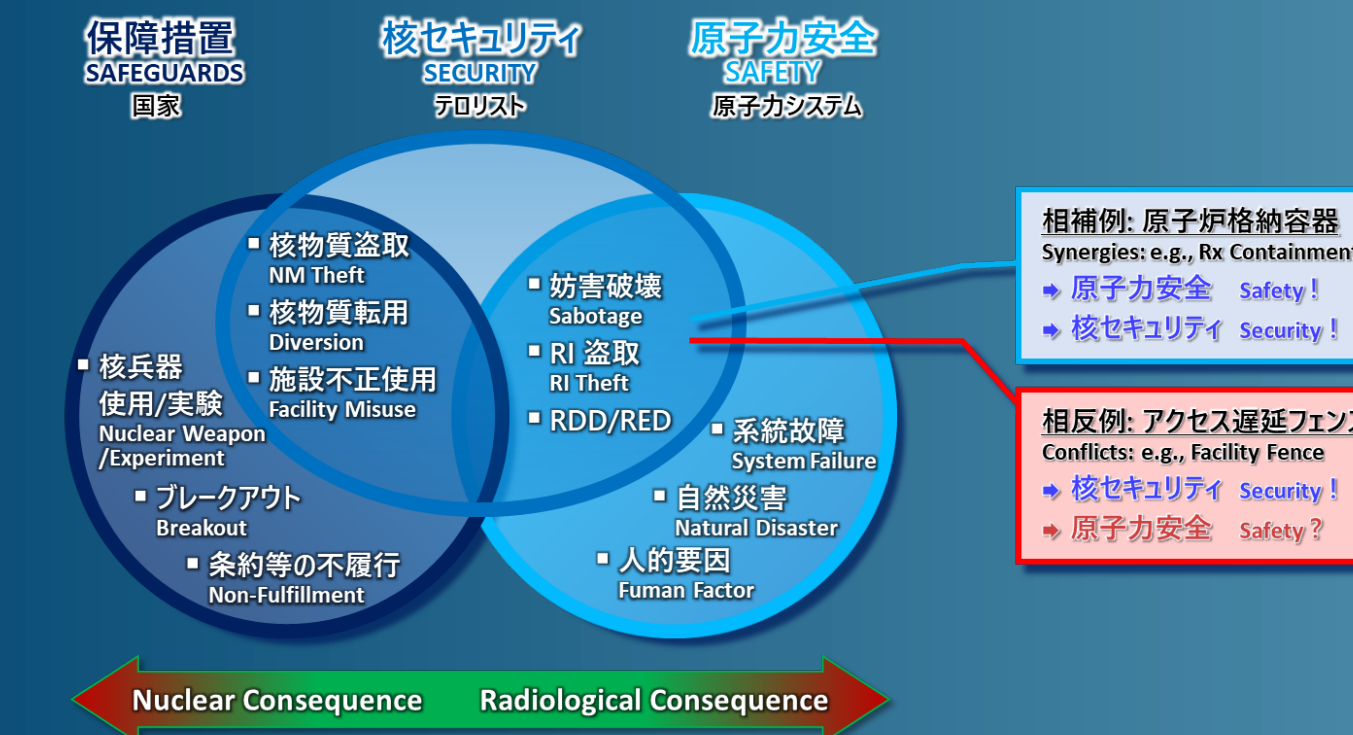 保障措置
SAFEGUARDS
国家
核セキュリティ
SECURITY
テロリスト
原子力安全
SAFETY
原子力システム
▪ 核物質盗取
NM Theft
▪ 核物質転用
Diversion
▪ 施設不正使用
Facility Misuse
▪ 核兵器
使用/実験
Nuclear Weapon
/Experiment
▪ ブレークアウト
Breakout
▪ 条約等の不履行
Non-Fulfillment
▪ 妨害破壊
Sabotage
▪ RI 盗取
RI Theft
▪ RDD/RED
▪ 系統故障
System Failure
▪ 自然災害
Natural Disaster
▪ 人的要因
Fuman Factor
相補例: 原子炉格納容器
Synergies: e.g., Rx Containment
➡ 原子力安全 Safety !
➡ 核セキュリティ Security !
相反例: アクセス遅延フェンス
Conflicts: e.g., Facility Fence
➡ 核セキュリティ Security !
➡ 原子力安全 Safety ?
Nuclear Consequence Radiological Consequence